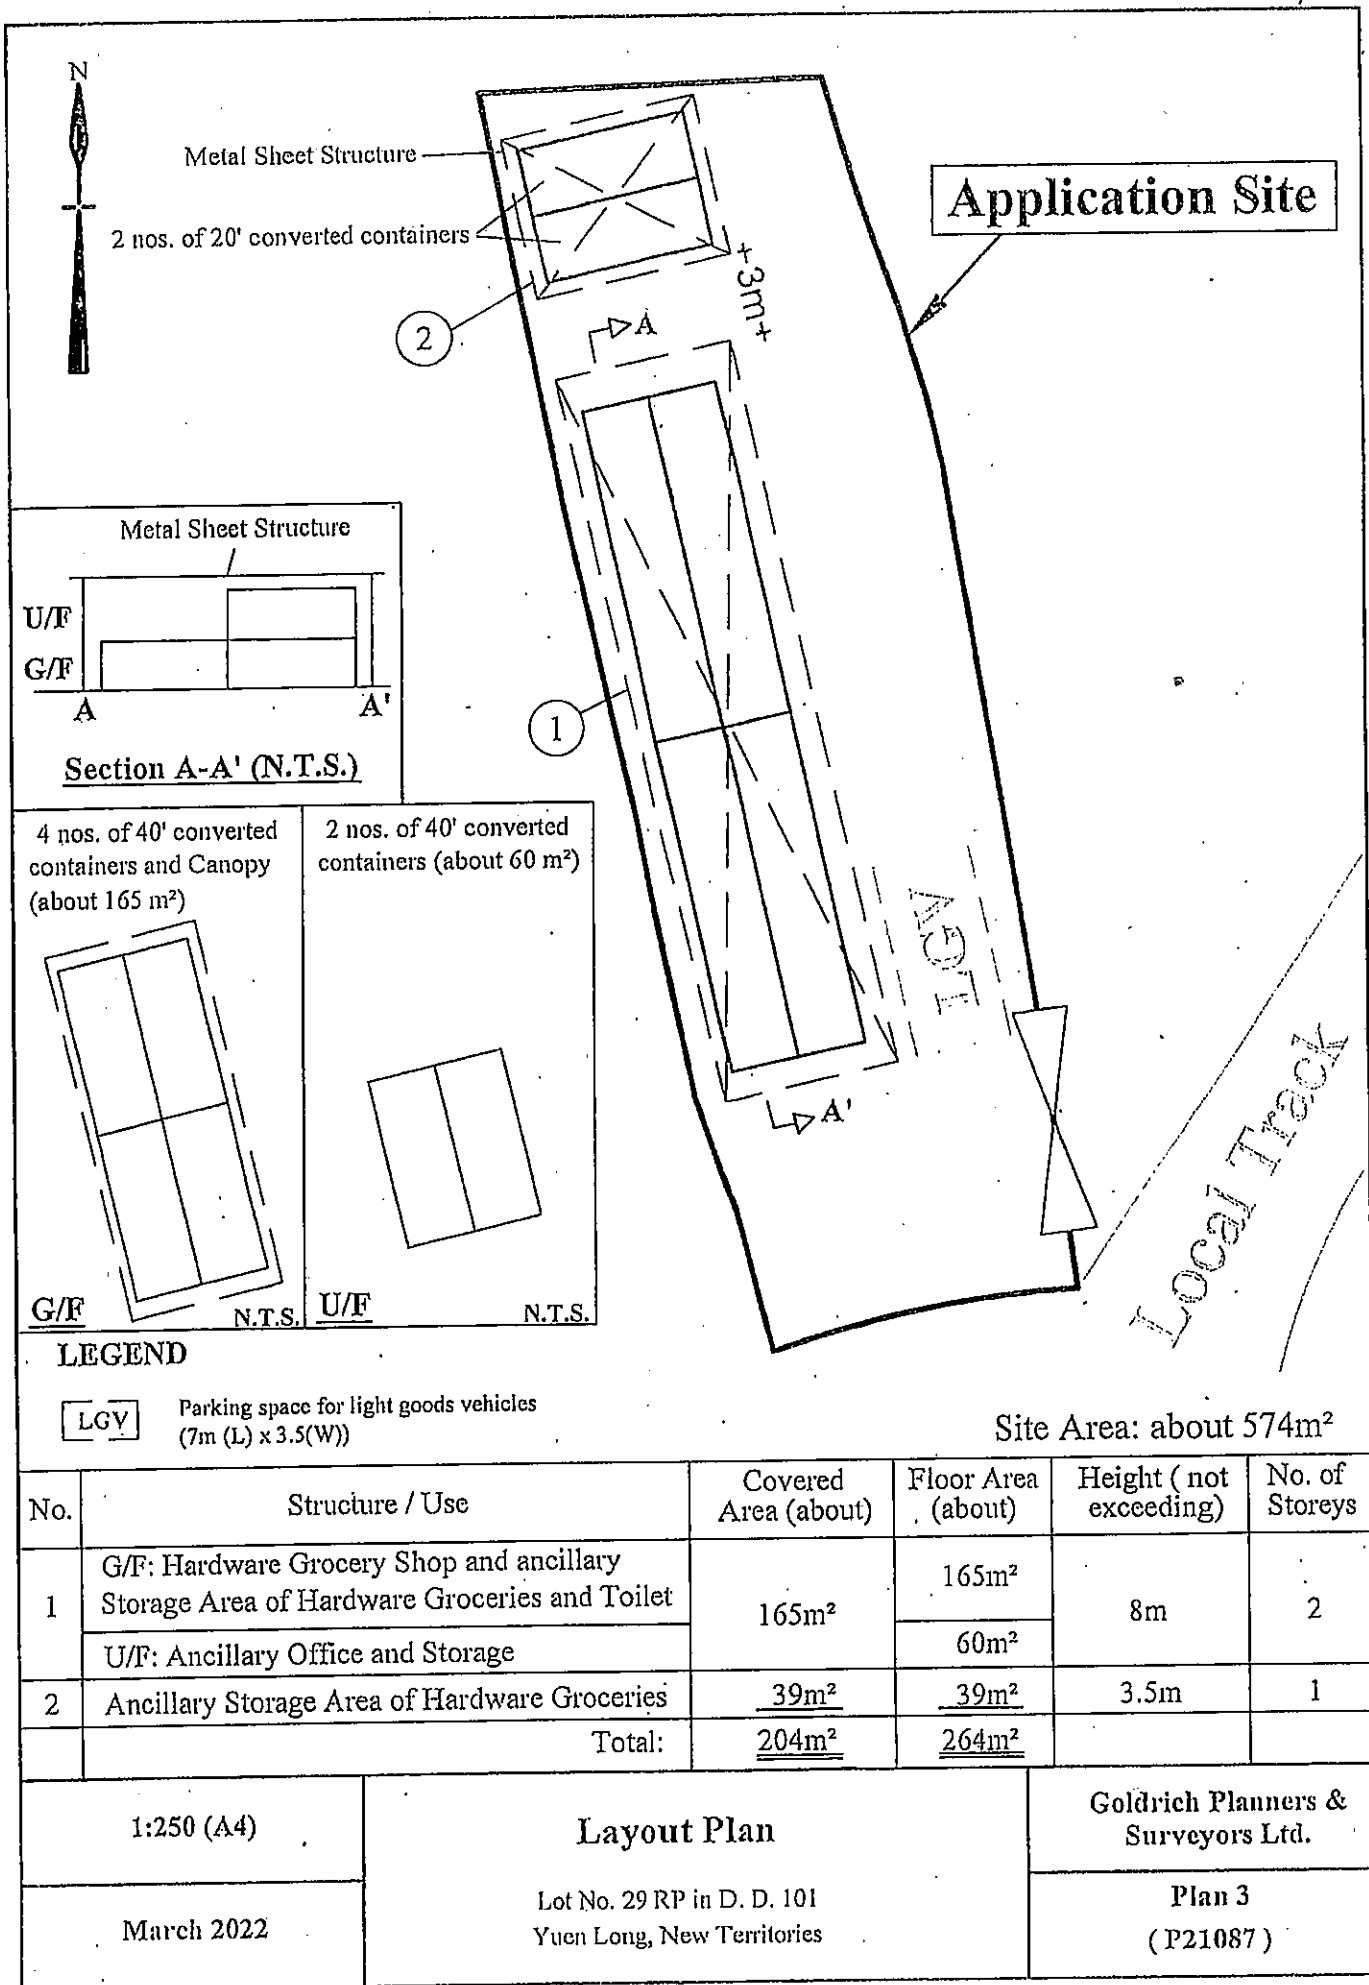 N
Metal Sheet Structure
2 nos. of 20' converted containers
Application Site
3m
2
A
Metal Sheet Structure
U/F
G/F
A
A'
Section A-A' (N.T.S.)
1
4 nos. of 40' converted
containers and Canopy
(about 165 m²)
G/F
N.T.S.
2 nos. of 40' converted
containers (about 60 m²)
U/F
N.T.S.
LGV
A'
Local Track
LEGEND
LGV
Parking space for light goods vehicles
(7m (L) x 3.5(W))
Site Area: about 574m²
No.
Structure / Use
Covered
Area (about)
Floor Area
(about)
Height ( not
exceeding)
No. of
Storeys
1
G/F: Hardware Grocery Shop and ancillary
Storage Area of Hardware Groceries and Toilet
U/F: Ancillary Office and Storage
165m²
165m²
60m²
8m
2
2
Ancillary Storage Area of Hardware Groceries
39m²
39m²
3.5m
1
Total:
204m²
264m²
1:250 (A4)
March 2022
Layout Plan
Lot No. 29 RP in D. D. 101
Yuen Long, New Territories
Goldrich Planners &
Surveyors Ltd.
Plan 3
( P21087 )